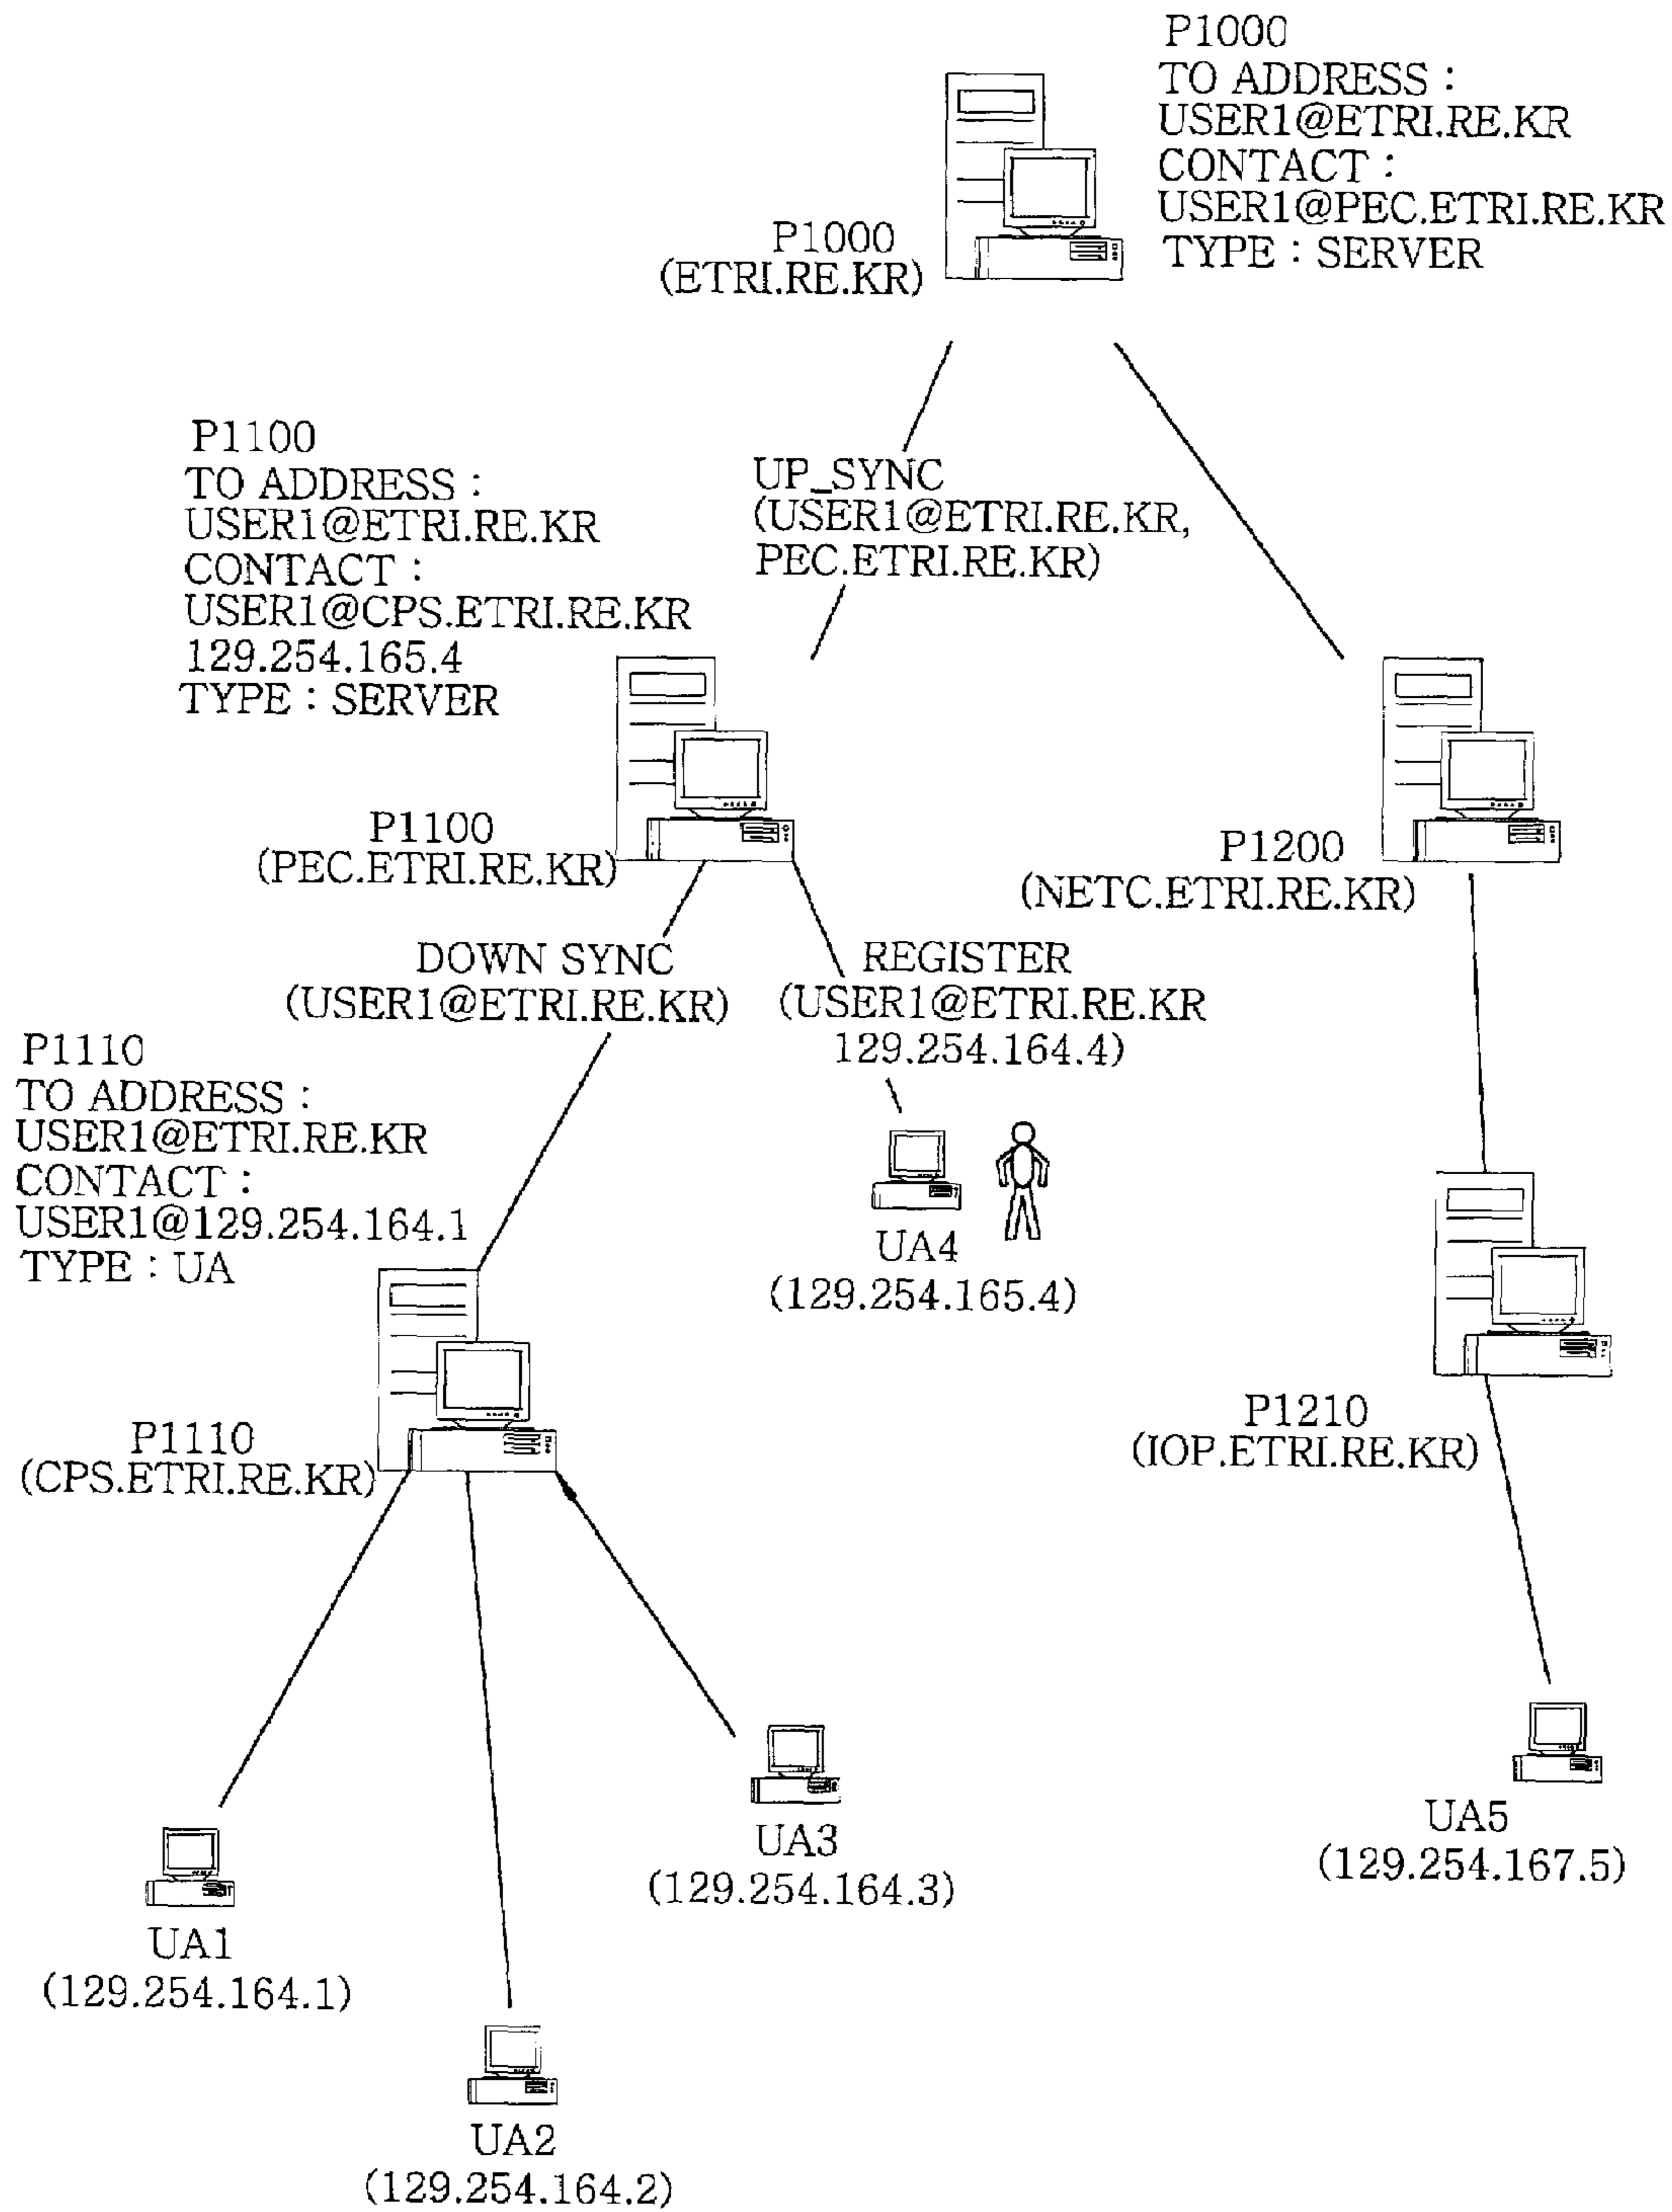 P1000
TO ADDRESS :
USER1@ETRI.RE.KR
CONTACT :
USER1@PEC.ETRI.RE.KR
TYPE : SERVER
P1000
(ETRI.RE.KR)
P1100
TO ADDRESS :
USER1@ETRI.RE.KR
CONTACT :
USER1@CPS.ETRI.RE.KR
129.254.165.4
TYPE : SERVER
UP_SYNC
(USER1@ETRI.RE.KR,
PEC.ETRI.RE.KR)
P1100
(PEC.ETRI.RE.KR)
P1200
(NETC.ETRI.RE.KR)
DOWN SYNC
(USER1@ETRI.RE.KR)
REGISTER
(USER1@ETRI.RE.KR
129.254.164.4)
P1110
TO ADDRESS :
USER1@ETRI.RE.KR
CONTACT :
USER1@129.254.164.1
TYPE : UA
UA4
(129.254.165.4)
P1110
(CPS.ETRI.RE.KR)
P1210
(IOP.ETRI.RE.KR)
UA3
(129.254.164.3)
UA5
(129.254.167.5)
UA1
(129.254.164.1)
UA2
(129.254.164.2)